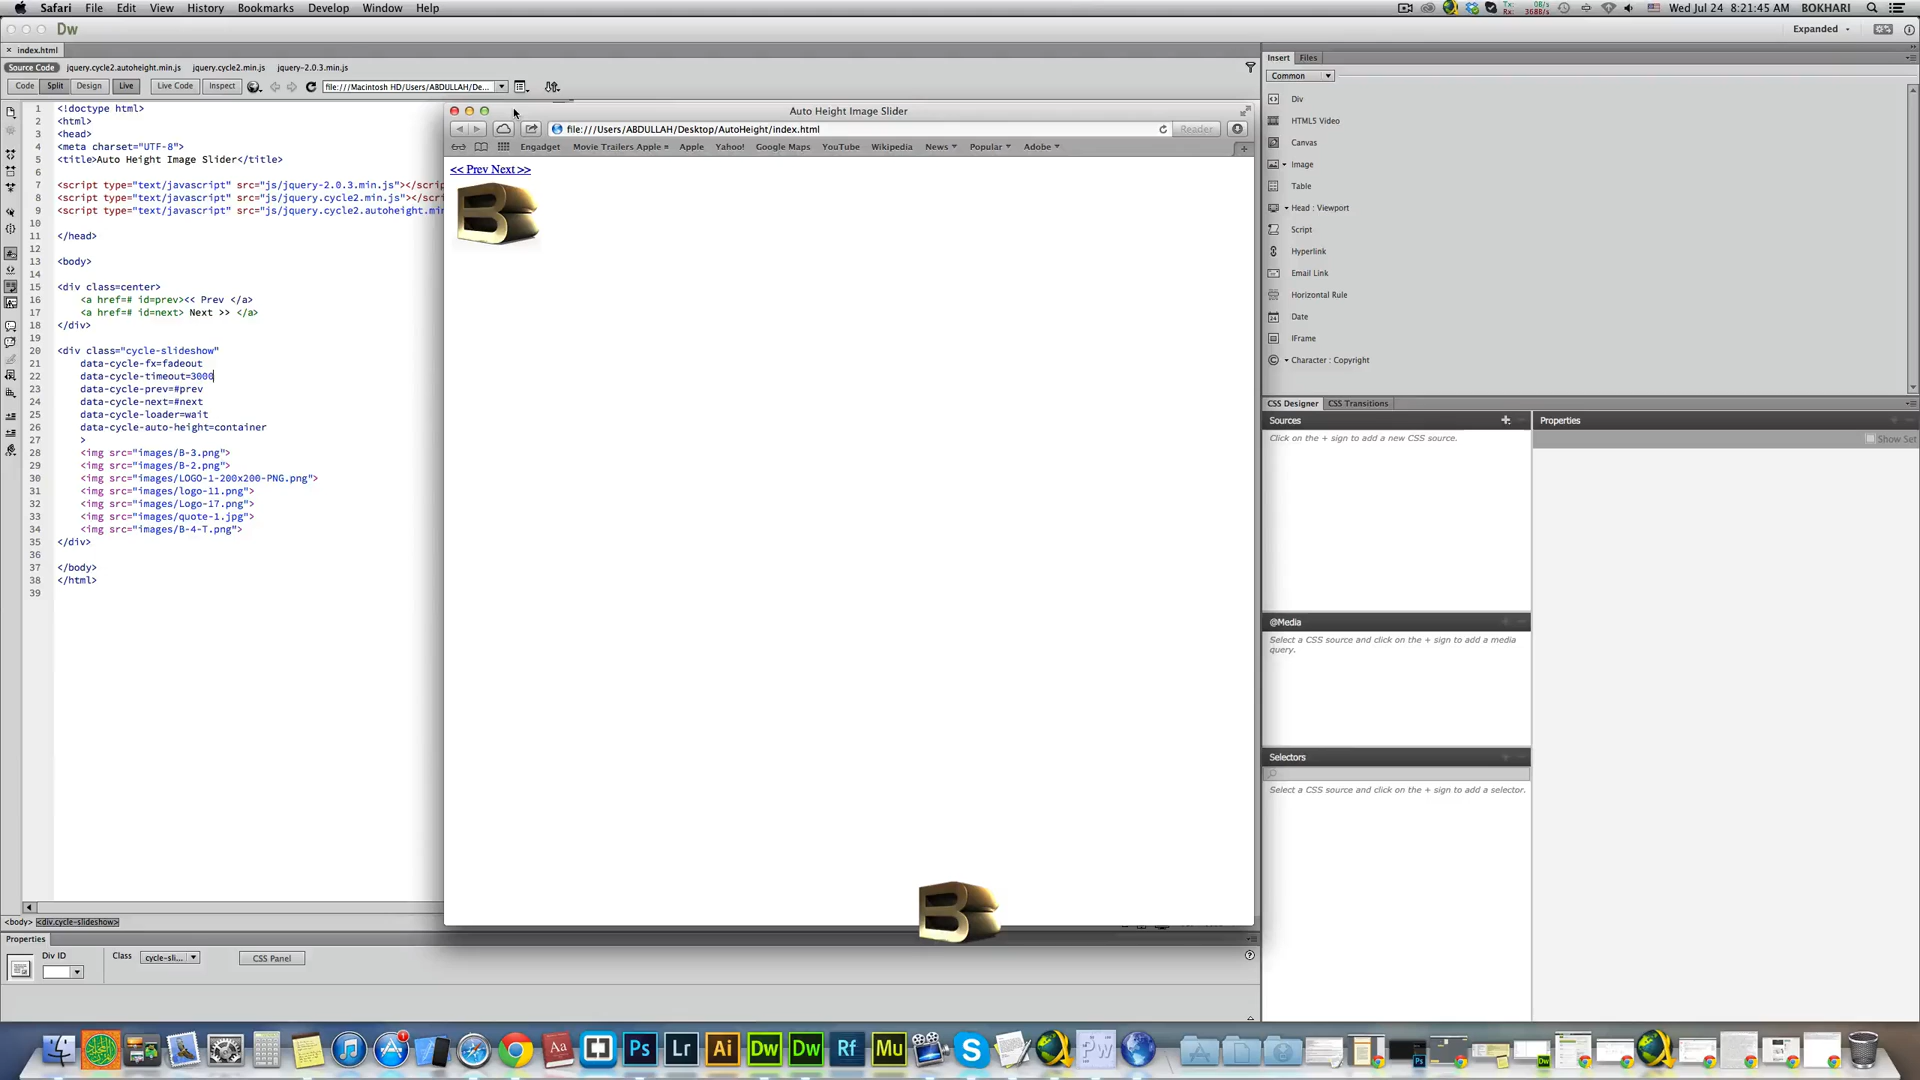 Safari File Edit View History Bookmarks Develop Window Help
Wed Jul 24 8:21:45 AM BOKHARI
Dw
Expanded
index.html
Source Code jquery.cycle2.autoheight.min.js jquery.cycle2.min.js jquery-2.0.3.min.js
Code Split Design Live Live Code Inspect file:///Macintosh HD/Users/ABDULLAH/De...
1 <!doctype html>
2 <html>
3 <head>
4 <meta charset="UTF-8">
5 <title>Auto Height Image Slider</title>
6
7 <script type="text/javascript" src="js/jquery-2.0.3.min.js"></scrip
8 <script type="text/javascript" src="js/jquery.cycle2.min.js"></scr
9 <script type="text/javascript" src="js/jquery.cycle2.autoheight.mi
10
11 </head>
12
13 <body>
14
15 <div class=center>
16 <a href=# id=prev><< Prev </a>
17 <a href=# id=next> Next >> </a>
18 </div>
19
20 <div class="cycle-slideshow"
21 data-cycle-fx=fadeout
22 data-cycle-timeout=3000
23 data-cycle-prev=#prev
24 data-cycle-next=#next
25 data-cycle-loader=wait
26 data-cycle-auto-height=container
27 >
28 <img src="images/B-3.png">
29 <img src="images/B-2.png">
30 <img src="images/LOGO-1-200x200-PNG.png">
31 <img src="images/logo-11.png">
32 <img src="images/Logo-17.png">
33 <img src="images/quote-1.jpg">
34 <img src="images/B-4-T.png">
35 </div>
36
37 </body>
38 </html>
39
<body> <div.cycle-slideshow>
Properties
Div ID Class cycle-sli... CSS Panel
Auto Height Image Slider
file:///Users/ABDULLAH/Desktop/AutoHeight/index.html
Reader
Engadget Movie Trailers Apple Apple Yahoo! Google Maps YouTube Wikipedia News Popular Adobe
<< Prev Next >>
B
B
Insert Files
Common
Div
HTML5 Video
Canvas
Image
Table
Head : Viewport
Script
Hyperlink
Email Link
Horizontal Rule
Date
IFrame
Character : Copyright
CSS Designer CSS Transitions
Sources
Click on the + sign to add a new CSS source.
Properties
Show Set
@Media
Select a CSS source and click on the + sign to add a media
query.
Selectors
Select a CSS source and click on the + sign to add a selector.
Aa Ps Lr Ai Dw Dw Rf Mu Pw